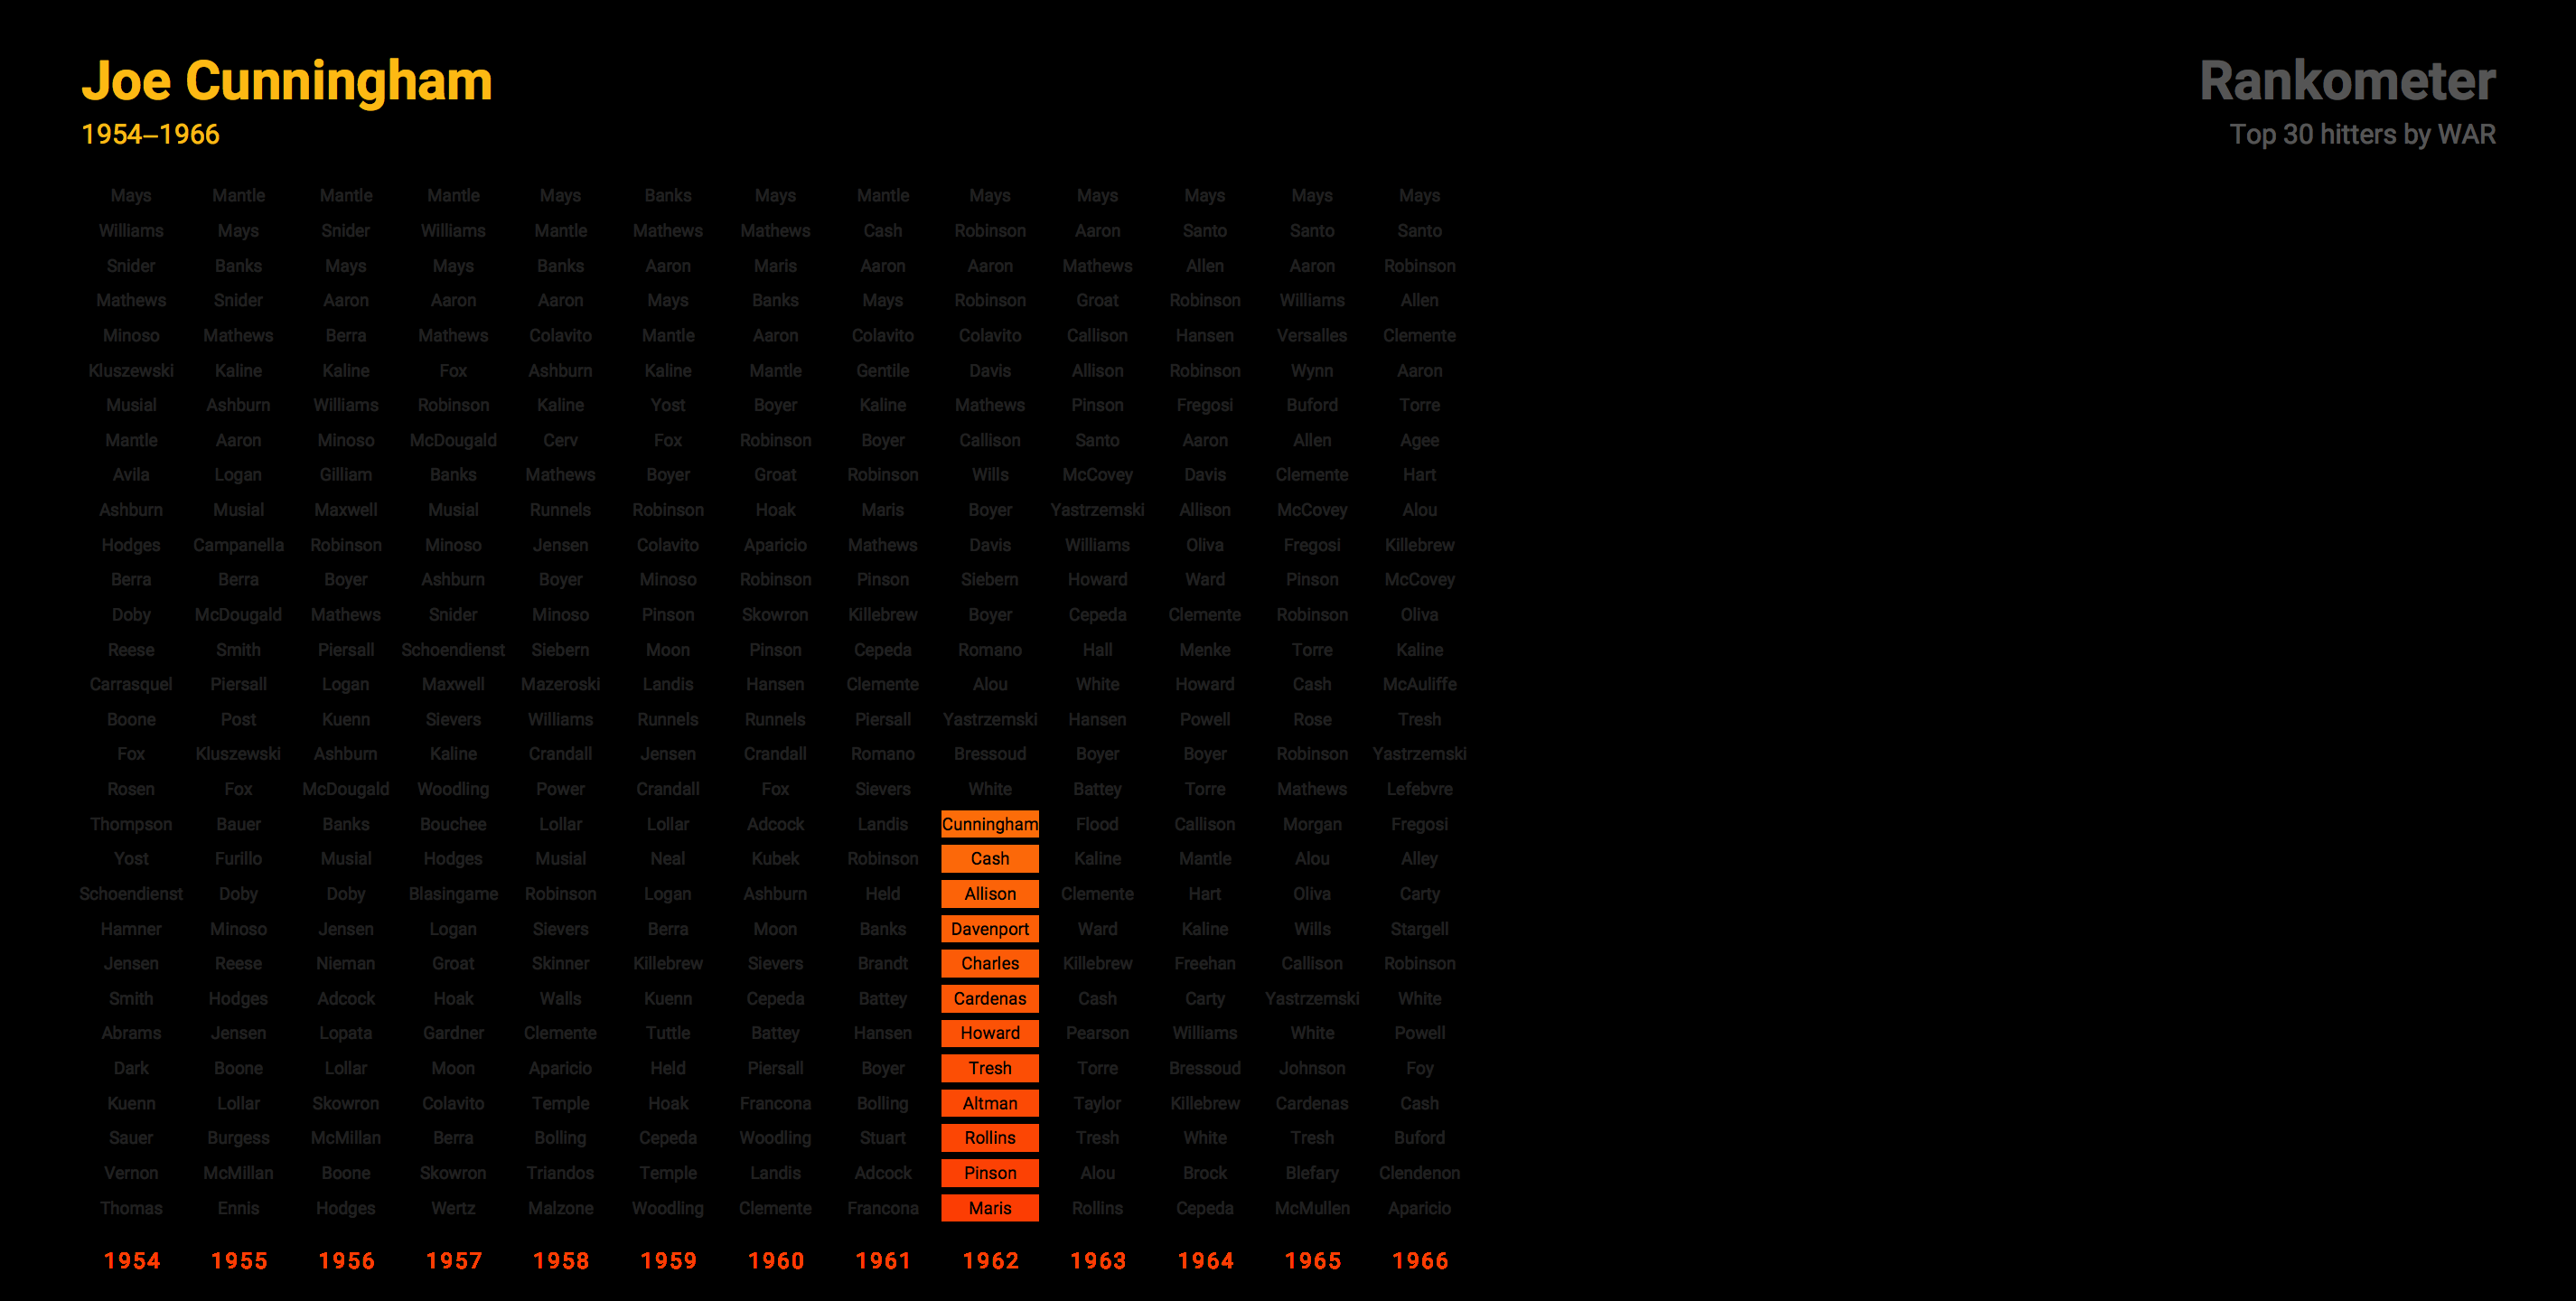 Joe Cunningham
1954–1966
Rankometer
Top 30 hitters by WAR
Mays Mantle Mantle Mantle Mays Banks Mays Mantle Mays Mays Mays Mays Mays
Williams Mays Snider Williams Mantle Mathews Mathews Cash Robinson Aaron Santo Santo Santo
Snider Banks Mays Mays Banks Aaron Maris Aaron Aaron Mathews Allen Aaron Robinson
Mathews Snider Aaron Aaron Aaron Mays Banks Mays Robinson Groat Robinson Williams Allen
Minoso Mathews Berra Mathews Colavito Mantle Aaron Colavito Colavito Callison Hansen Versalles Clemente
Kluszewski Kaline Kaline Fox Ashburn Kaline Mantle Gentile Davis Allison Robinson Wynn Aaron
Musial Ashburn Williams Robinson Kaline Yost Boyer Kaline Mathews Pinson Fregosi Buford Torre
Mantle Aaron Minoso McDougald Cerv Fox Robinson Boyer Callison Santo Aaron Allen Agee
Avila Logan Gilliam Banks Mathews Boyer Groat Robinson Wills McCovey Davis Clemente Hart
Ashburn Musial Maxwell Musial Runnels Robinson Hoak Maris Boyer Yastrzemski Allison McCovey Alou
Hodges Campanella Robinson Minoso Jensen Colavito Aparicio Mathews Davis Williams Oliva Fregosi Killebrew
Berra Berra Boyer Ashburn Boyer Minoso Robinson Pinson Siebern Howard Ward Pinson McCovey
Doby McDougald Mathews Snider Minoso Pinson Skowron Killebrew Boyer Cepeda Clemente Robinson Oliva
Reese Smith Piersall Schoendienst Siebern Moon Pinson Cepeda Romano Hall Menke Torre Kaline
Carrasquel Piersall Logan Maxwell Mazeroski Landis Hansen Clemente Alou White Howard Cash McAuliffe
Boone Post Kuenn Sievers Williams Runnels Runnels Piersall Yastrzemski Hansen Powell Rose Tresh
Fox Kluszewski Ashburn Kaline Crandall Jensen Crandall Romano Bressoud Boyer Boyer Robinson Yastrzemski
Rosen Fox McDougald Woodling Power Crandall Fox Sievers White Battey Torre Mathews Lefebvre
Thompson Bauer Banks Bouchee Lollar Lollar Adcock Landis Cunningham Flood Callison Morgan Fregosi
Yost Furillo Musial Hodges Musial Neal Kubek Robinson Cash Kaline Mantle Alou Alley
Schoendienst Doby Doby Blasingame Robinson Logan Ashburn Held Allison Clemente Hart Oliva Carty
Hamner Minoso Jensen Logan Sievers Berra Moon Banks Davenport Ward Kaline Wills Stargell
Jensen Reese Nieman Groat Skinner Killebrew Sievers Brandt Charles Killebrew Freehan Callison Robinson
Smith Hodges Adcock Hoak Walls Kuenn Cepeda Battey Cardenas Cash Carty Yastrzemski White
Abrams Jensen Lopata Gardner Clemente Tuttle Battey Hansen Howard Pearson Williams White Powell
Dark Boone Lollar Moon Aparicio Held Piersall Boyer Tresh Torre Bressoud Johnson Foy
Kuenn Lollar Skowron Colavito Temple Hoak Francona Bolling Altman Taylor Killebrew Cardenas Cash
Sauer Burgess McMillan Berra Bolling Cepeda Woodling Stuart Rollins Tresh White Tresh Buford
Vernon McMillan Boone Skowron Triandos Temple Landis Adcock Pinson Alou Brock Blefary Clendenon
Thomas Ennis Hodges Wertz Malzone Woodling Clemente Francona Maris Rollins Cepeda McMullen Aparicio
1954 1955 1956 1957 1958 1959 1960 1961 1962 1963 1964 1965 1966